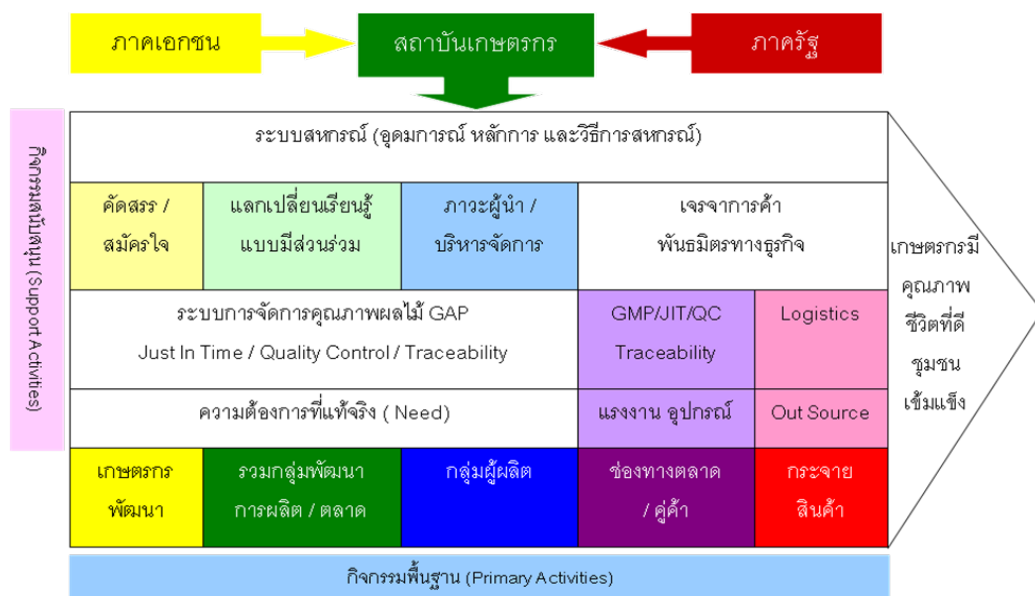 ภาคเอกชน
สถาบันเกษตรกร
ภาครัฐ
กิจกรรมสนับสนุน (Support Activities)
ระบบสหกรณ์ (อุดมการณ์ หลักการ และวิธีการสหกรณ์)
คัดสรร /
สมัครใจ
แลกเปลี่ยนเรียนรู้
แบบมีส่วนร่วม
ภาวะผู้นำ /
บริหารจัดการ
เจรจาการค้า
พันธมิตรทางธุรกิจ
ระบบการจัดการคุณภาพผลไม้ GAP
Just In Time / Quality Control / Traceability
GMP/JIT/QC
Traceability
Logistics
ความต้องการที่แท้จริง ( Need)
แรงงาน อุปกรณ์
Out Source
เกษตรกร
พัฒนา
รวมกลุ่มพัฒนา
การผลิต / ตลาด
กลุ่มผู้ผลิต
ช่องทางตลาด
/ คู่ค้า
กระจาย
สินค้า
เกษตรกรมี
คุณภาพ
ชีวิตที่ดี
ชุมชน
เข้มแข็ง
กิจกรรมพื้นฐาน (Primary Activities)